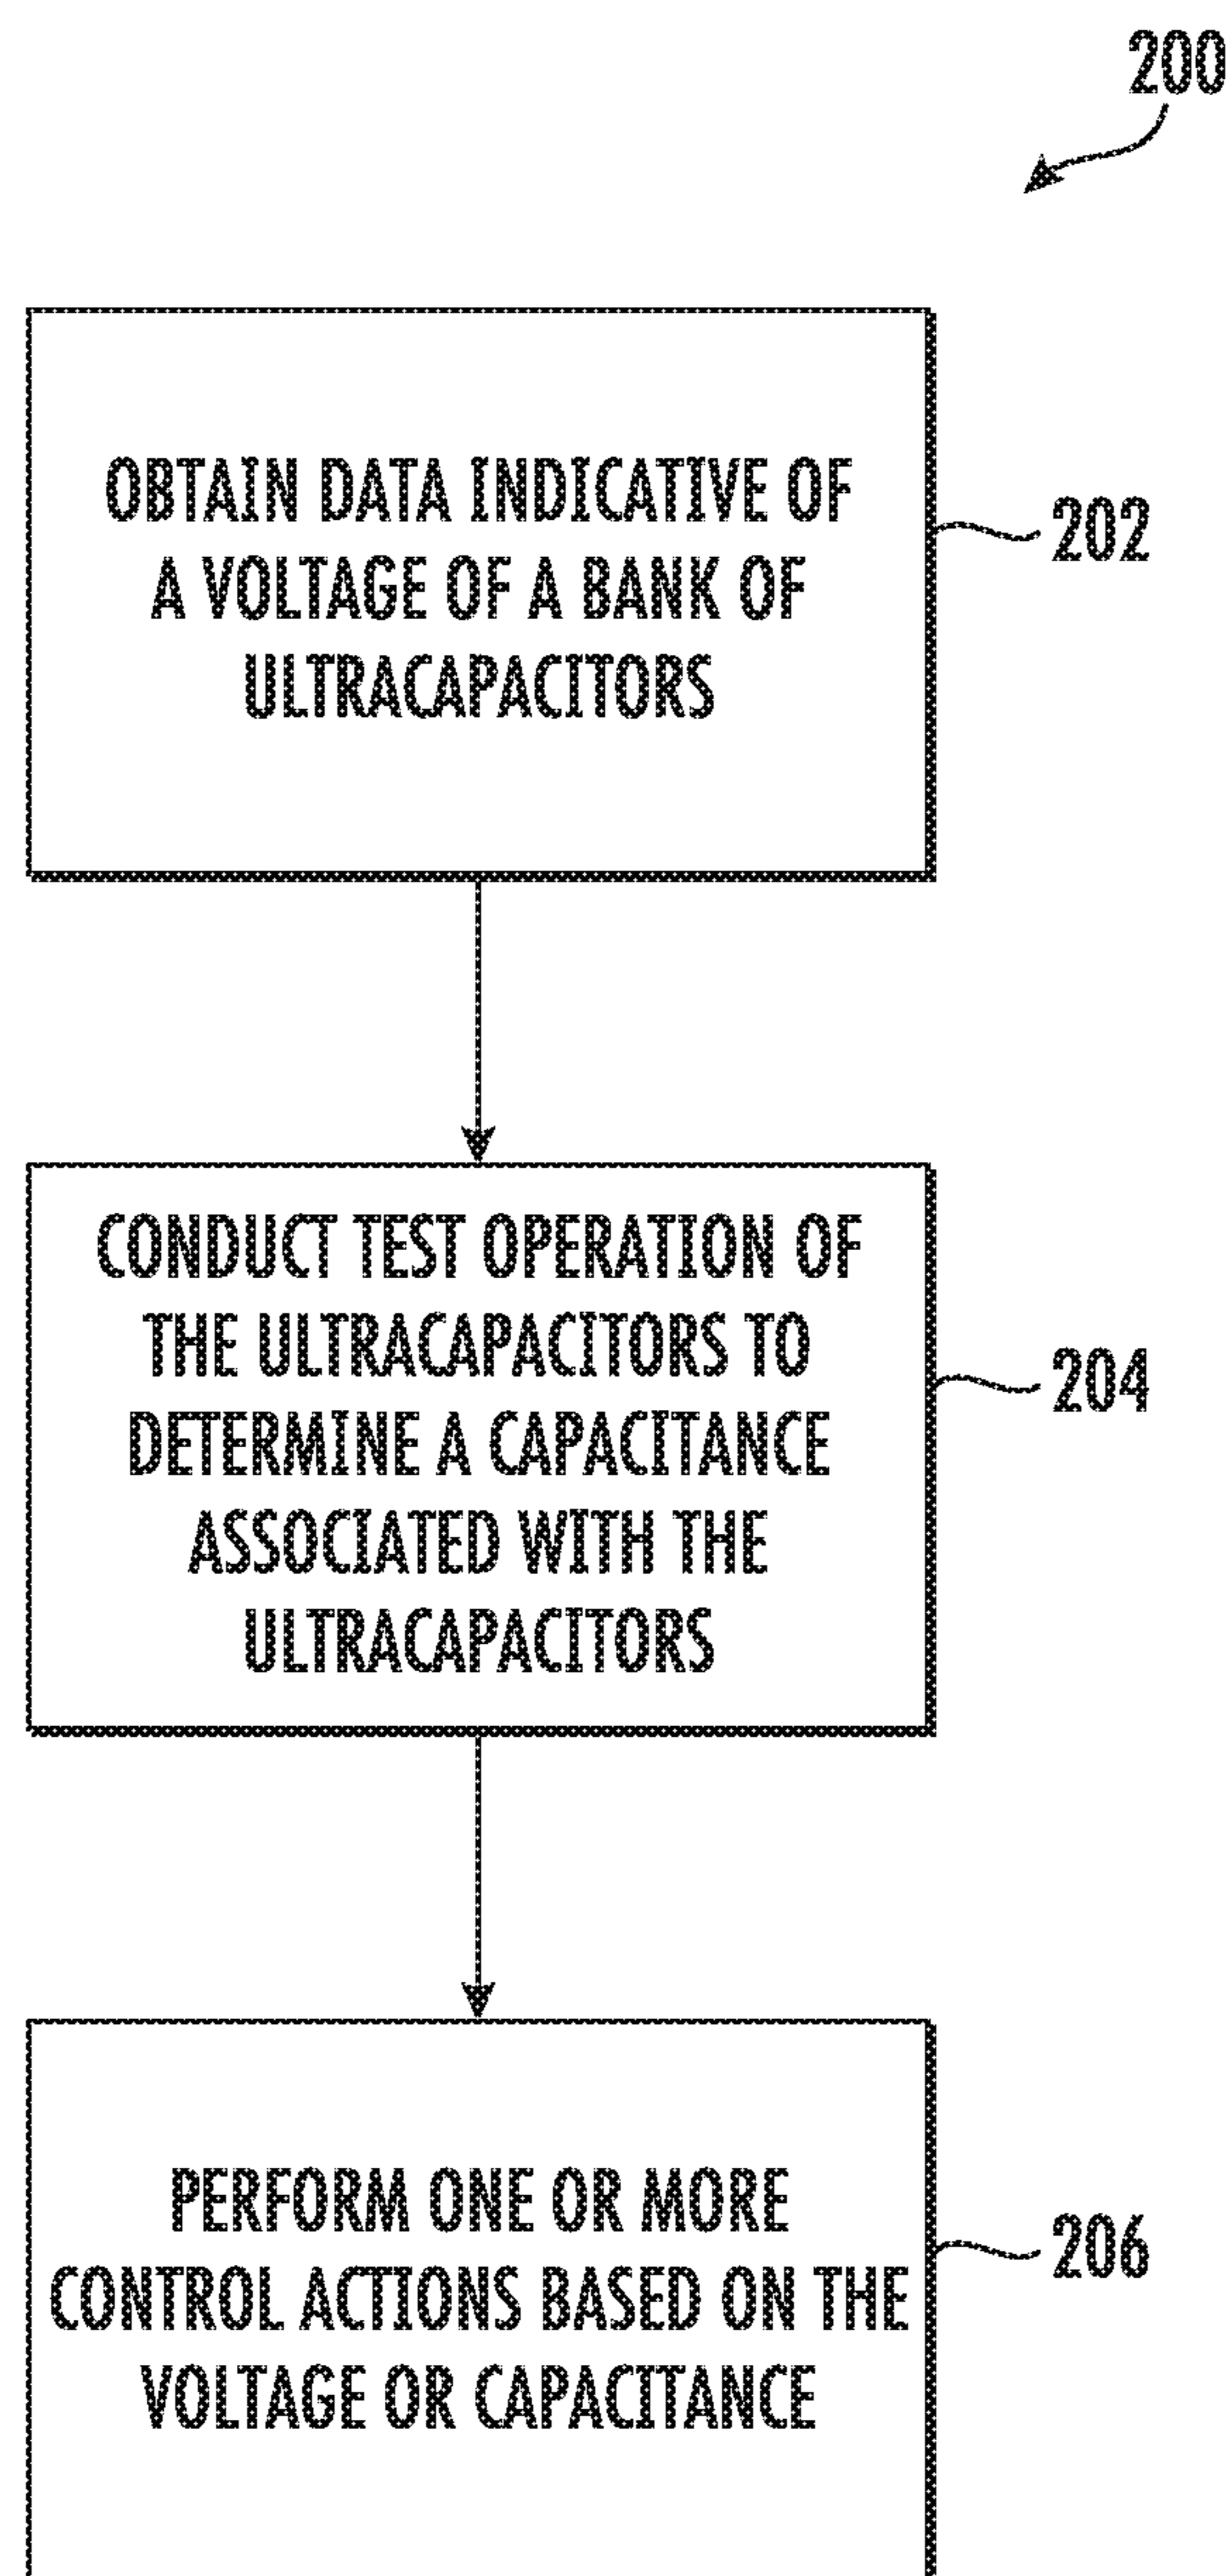 200
OBTAIN DATA INDICATIVE OF
A VOLTAGE OF A BANK OF
ULTRACAPACITORS
202
CONDUCT TEST OPERATION OF
THE ULTRACAPACITORS TO
DETERMINE A CAPACITANCE
ASSOCIATED WITH THE
ULTRACAPACITORS
204
PERFORM ONE OR MORE
CONTROL ACTIONS BASED ON THE
VOLTAGE OR CAPACITANCE
206